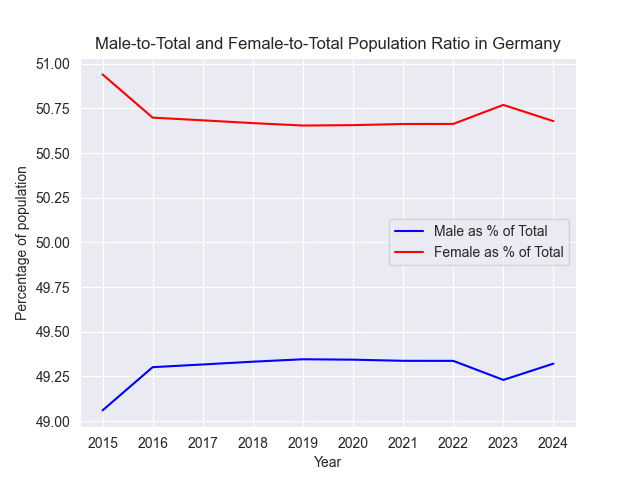 Male-to-Total and Female-to-Total Population Ratio in Germany
51.00
50.75
50.50
50.25
50.00
49.75
49.50
49.25
49.00
Percentage of population
Male as % of Total
Female as % of Total
2015 2016 2017 2018 2019 2020 2021 2022 2023 2024
Year